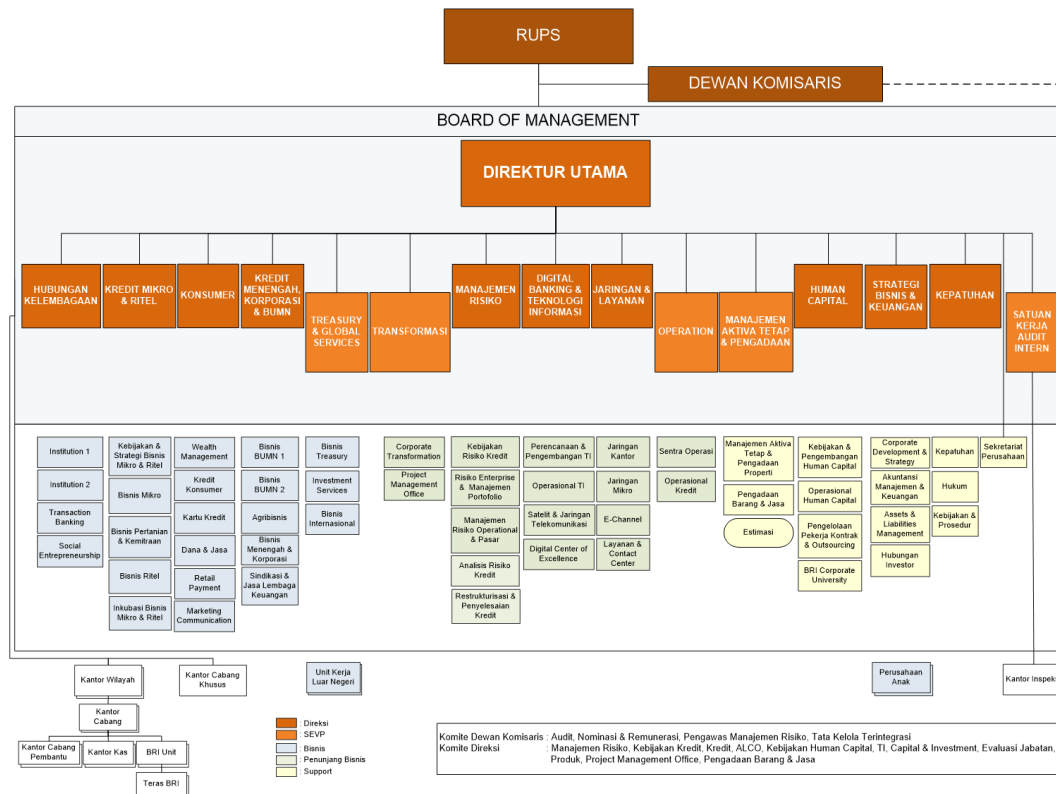 RUPS
DEWAN KOMISARIS
BOARD OF MANAGEMENT
DIREKTUR UTAMA
HUBUNGAN
KELEMBAGAAN
KREDIT MIKRO
& RITEL
KONSUMER
KREDIT
MENENGAH,
KORPORASI
& BUMN
TREASURY
& GLOBAL
SERVICES
TRANSFORMASI
MANAJEMEN
RISIKO
DIGITAL
BANKING &
TEKNOLOGI
INFORMASI
JARINGAN &
LAYANAN
OPERATION
MANAJEMEN
AKTIVA TETAP
& PENGADAAN
HUMAN
CAPITAL
STRATEGI
BISNIS &
KEUANGAN
KEPATUHAN
SATUAN
KERJA
AUDIT
INTERN
Institution 1
Institution 2
Transaction
Banking
Social
Entrepreneurship
Kebijakan &
Strategi Bisnis
Mikro & Ritel
Bisnis Mikro
Bisnis Pertanian
& Kemitraan
Bisnis Ritel
Inkubasi Bisnis
Mikro & Ritel
Wealth
Management
Kredit
Konsumer
Kartu Kredit
Dana & Jasa
Retail
Payment
Marketing
Communication
Bisnis
BUMN 1
Bisnis
BUMN 2
Agribisnis
Bisnis
Menengah &
Korporasi
Sindikasi &
Jasa Lembaga
Keuangan
Bisnis
Treasury
Investment
Services
Bisnis
Internasional
Corporate
Transformation
Project
Management
Office
Kebijakan
Risiko Kredit
Risiko Enterprise
& Manajemen
Portofolio
Manajemen
Risiko Operational
& Pasar
Analisis Risiko
Kredit
Restrukturisasi &
Penyelesaian
Kredit
Perencanaan &
Pengembangan TI
Operasional TI
Satelit & Jaringan
Telekomunikasi
Digital Center of
Excellence
Jaringan
Kantor
Jaringan
Mikro
E-Channel
Layanan &
Contact
Center
Sentra Operasi
Operasional
Kredit
Manajemen Aktiva
Tetap &
Pengadaan
Properti
Pengadaan
Barang & Jasa
Estimasi
Kebijakan &
Pengembangan
Human Capital
Operasional
Human Capital
Pengelolaan
Pekerja Kontrak
& Outsourcing
BRI Corporate
University
Corporate
Development &
Strategy
Akuntansi
Manajemen &
Keuangan
Assets &
Liabilities
Management
Hubungan
Investor
Kepatuhan
Hukum
Kebijakan &
Prosedur
Sekretariat
Perusahaan
Kantor Wilayah
Kantor Cabang
Khusus
Unit Kerja
Luar Negeri
Perusahaan
Anak
Kantor Inspeks
Kantor
Cabang
Kantor Cabang
Pembantu
Kantor Kas
BRI Unit
Teras BRI
: Direksi
: SEVP
: Bisnis
: Penunjang Bisnis
: Support
Komite Dewan Komisaris : Audit, Nominasi & Remunerasi, Pengawas Manajemen Risiko, Tata Kelola Terintegrasi
Komite Direksi : Manajemen Risiko, Kebijakan Kredit, Kredit, ALCO, Kebijakan Human Capital, TI, Capital & Investment, Evaluasi Jabatan,
Produk, Project Management Office, Pengadaan Barang & Jasa